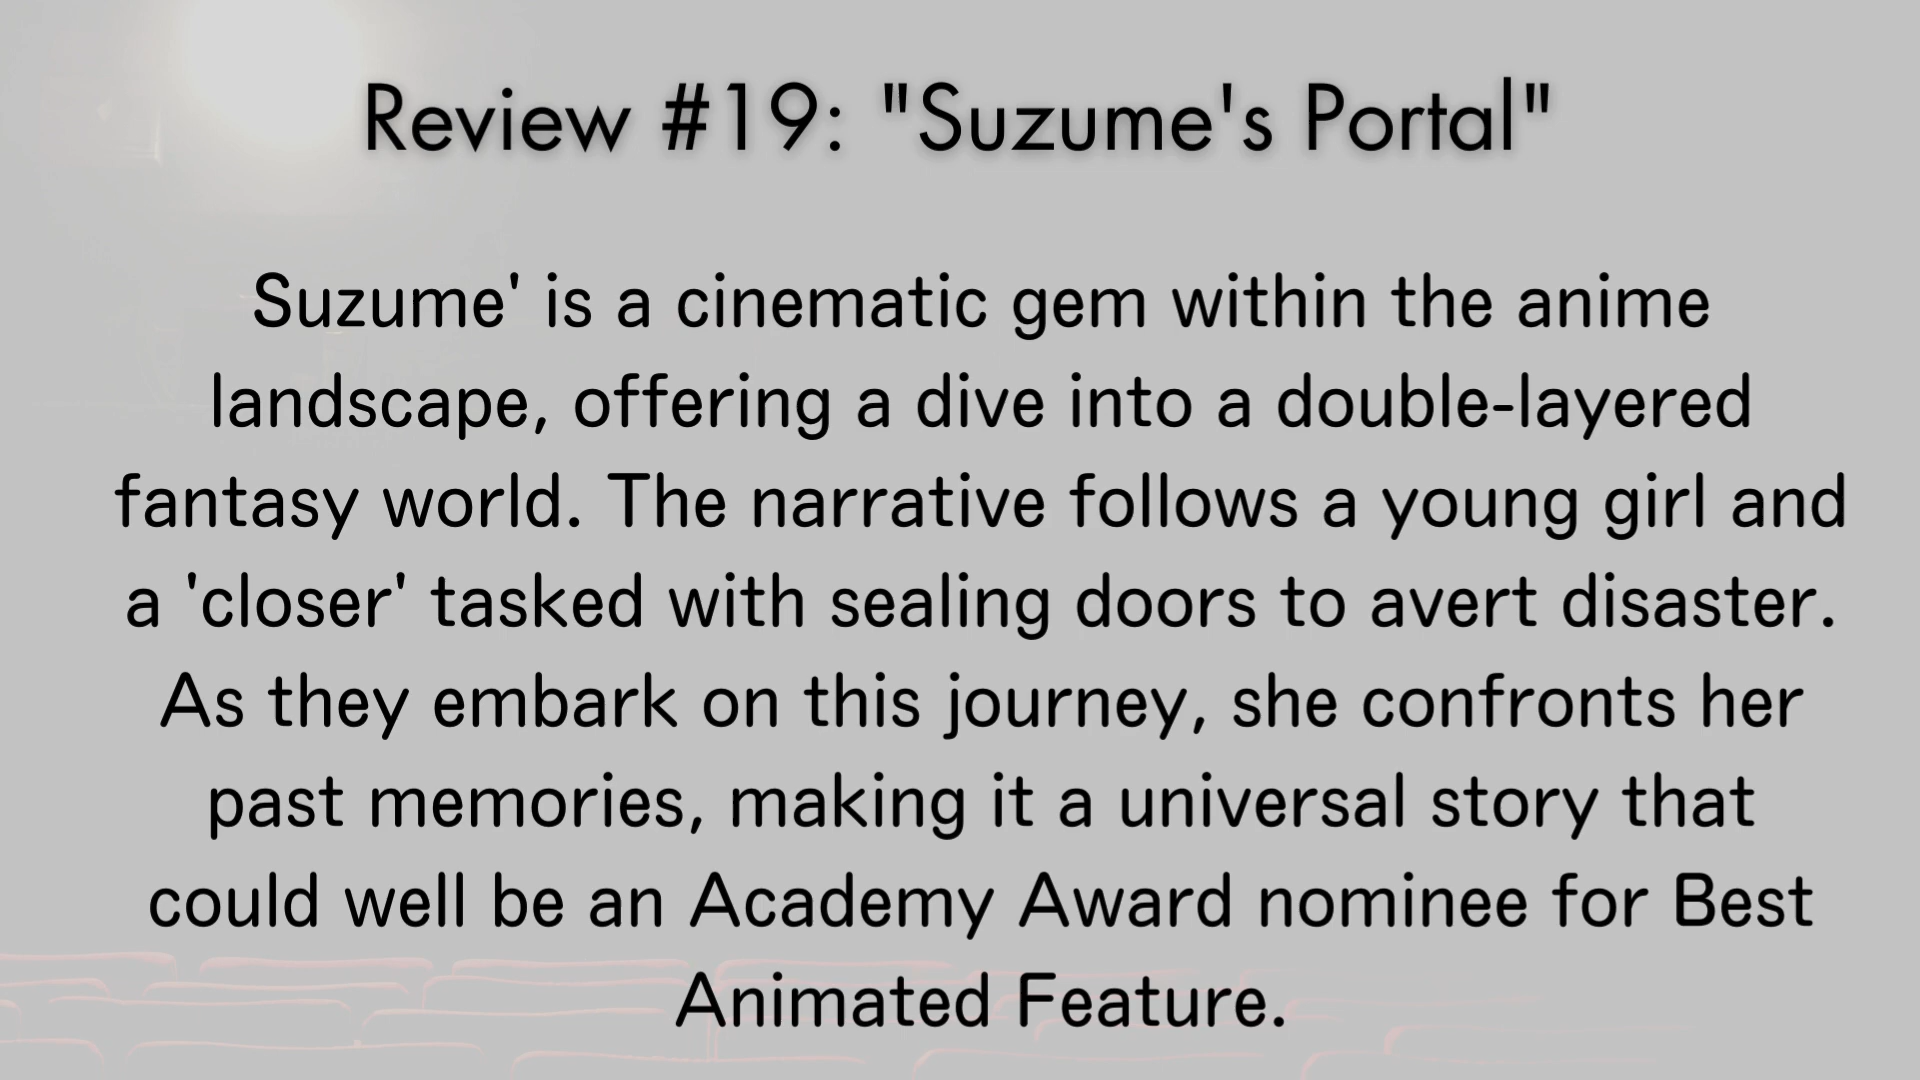 Review #19: "Suzume's Portal"
Suzume' is a cinematic gem within the anime
landscape, offering a dive into a double-layered
fantasy world. The narrative follows a young girl and
a 'closer' tasked with sealing doors to avert disaster.
As they embark on this journey, she confronts her
past memories, making it a universal story that
could well be an Academy Award nominee for Best
Animated Feature.